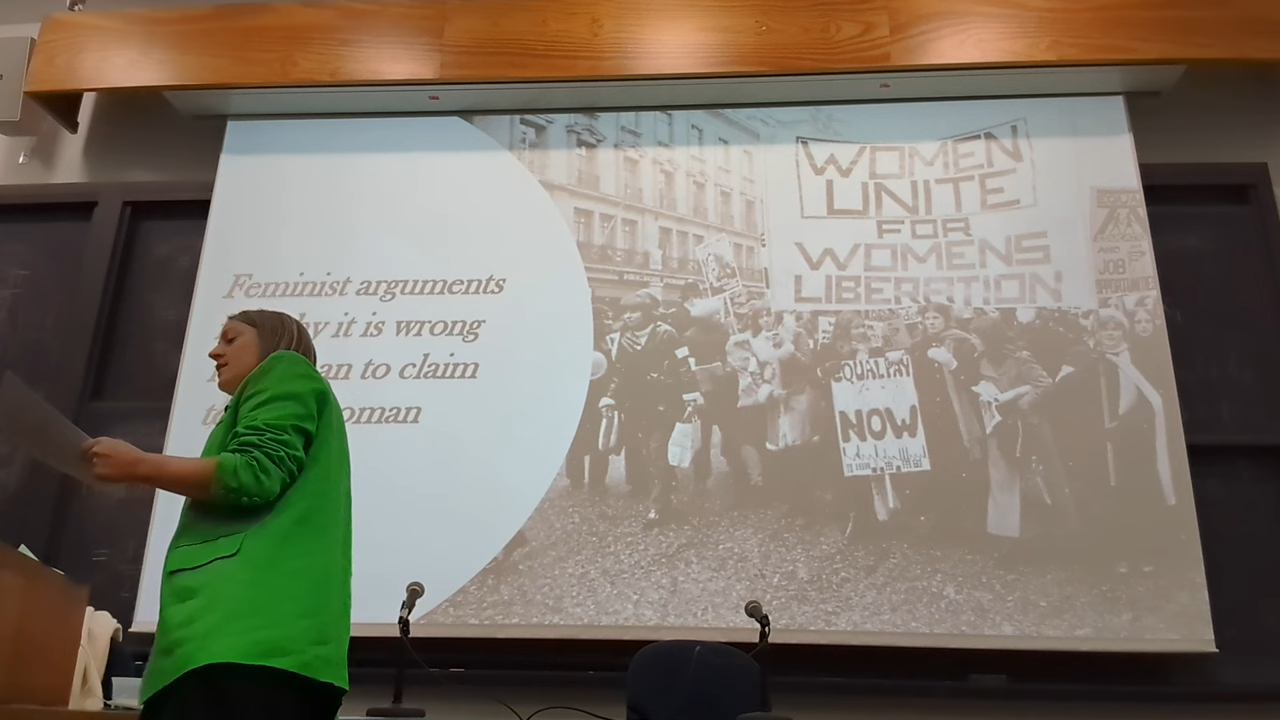 Feminist arguments
it is wrong
to claim
WOMEN
UNITE
FOR
WOMENS
LIBERATION
EQUAL PAY
NOW
JOB